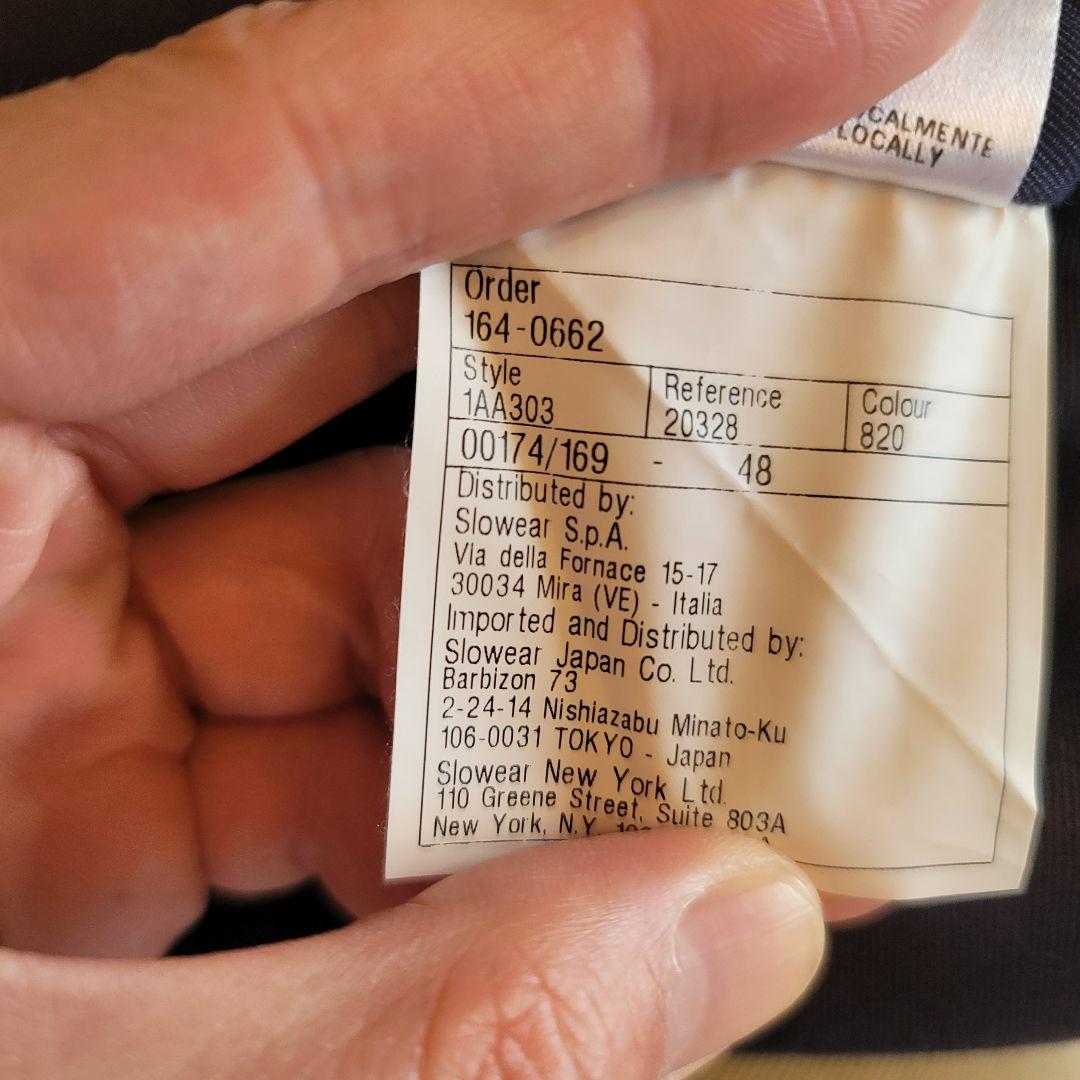 LOCALLY
Order
164-0662
Style Reference Colour
1AA303 20328 820
00174/169 - 48
Distributed by:
Slowear S.p.A.
Via della Fornace 15-17
30034 Mira (VE) - Italia
Imported and Distributed by:
Slowear Japan Co. Ltd.
Barbizon 73
2-24-14 Nishiazabu Minato-Ku
106-0031 TOKYO - Japan
Slowear New York Ltd.
110 Greene Street, Suite 803A
New York, N.Y.